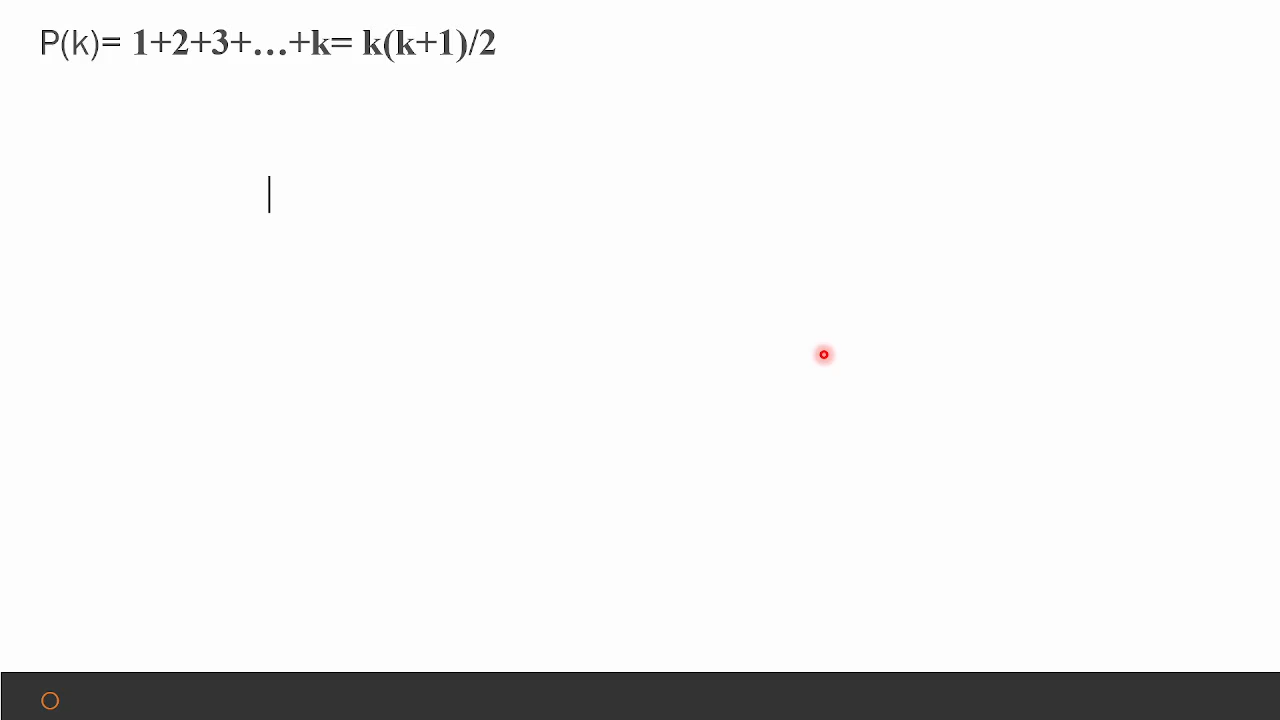 P(k)= 1+2+3+…+k= k(k+1)/2